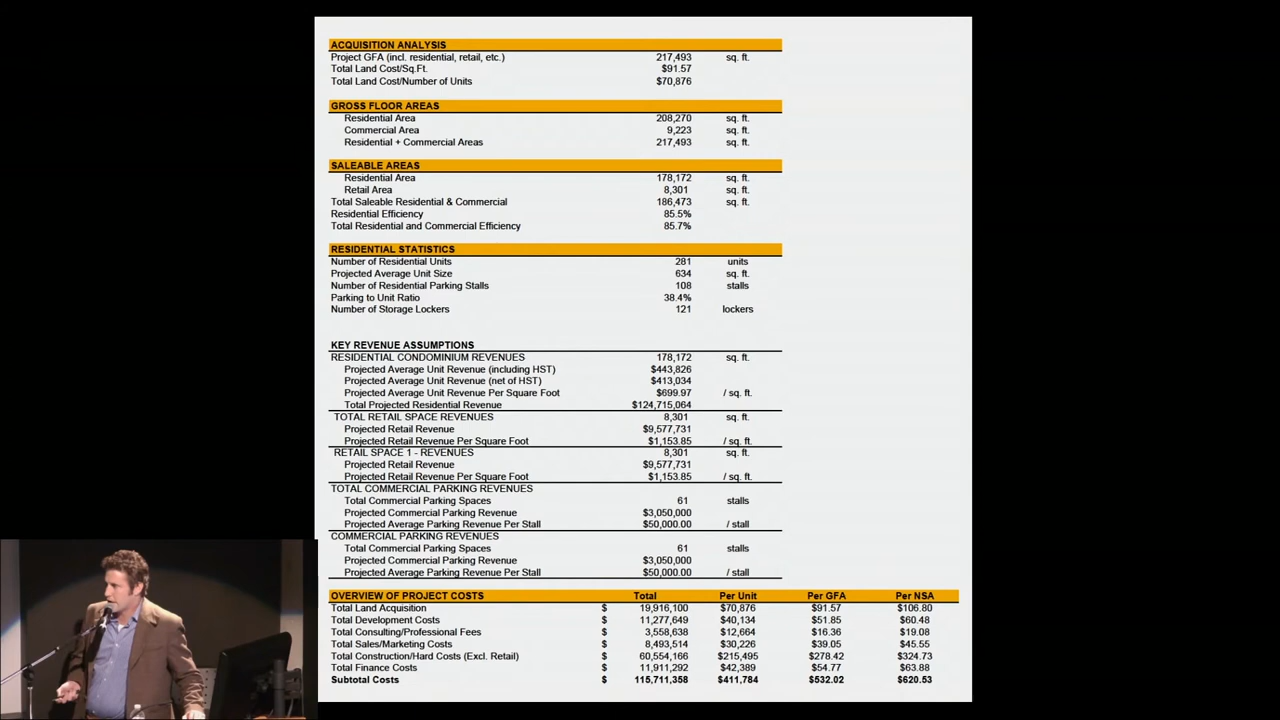 ACQUISITION ANALYSIS
Project GFA (incl. residential, retail, etc.) 217,493 sq. ft.
Total Land Cost/Sq.Ft. $91.57
Total Land Cost/Number of Units $70,876
GROSS FLOOR AREAS
Residential Area 208,270 sq. ft.
Commercial Area 9,223 sq. ft.
Residential + Commercial Areas 217,493 sq. ft.
SALEABLE AREAS
Residential Area 178,172 sq. ft.
Retail Area 8,301 sq. ft.
Total Saleable Residential & Commercial 186,473 sq. ft.
Residential Efficiency 85.5%
Total Residential and Commercial Efficiency 85.7%
RESIDENTIAL STATISTICS
Number of Residential Units 281 units
Projected Average Unit Size 634 sq. ft.
Number of Residential Parking Stalls 108 stalls
Parking to Unit Ratio 38.4%
Number of Storage Lockers 121 lockers
KEY REVENUE ASSUMPTIONS
RESIDENTIAL CONDOMINIUM REVENUES 178,172 sq. ft.
Projected Average Unit Revenue (including HST) $443,826
Projected Average Unit Revenue (net of HST) $413,034
Projected Average Unit Revenue Per Square Foot $699.97 / sq. ft.
Total Projected Residential Revenue $124,715,064
TOTAL RETAIL SPACE REVENUES 8,301 sq. ft.
Projected Retail Revenue $9,577,731
Projected Retail Revenue Per Square Foot $1,153.85 / sq. ft.
RETAIL SPACE 1 - REVENUES 8,301 sq. ft.
Projected Retail Revenue $9,577,731
Projected Retail Revenue Per Square Foot $1,153.85 / sq. ft.
TOTAL COMMERCIAL PARKING REVENUES
Total Commercial Parking Spaces 61 stalls
Projected Commercial Parking Revenue $3,050,000
Projected Average Parking Revenue Per Stall $50,000.00 / stall
COMMERCIAL PARKING REVENUES
Total Commercial Parking Spaces 61 stalls
Projected Commercial Parking Revenue $3,050,000
Projected Average Parking Revenue Per Stall $50,000.00 / stall
OVERVIEW OF PROJECT COSTS Total Per Unit Per GFA Per NSA
Total Land Acquisition $ 19,916,100 $70,876 $91.57 $106.80
Total Development Costs $ 11,277,649 $40,134 $51.85 $60.48
Total Consulting/Professional Fees $ 3,558,638 $12,664 $16.36 $19.08
Total Sales/Marketing Costs $ 8,493,514 $30,226 $39.05 $45.55
Total Construction/Hard Costs (Excl. Retail) $ 60,554,166 $215,495 $278.42 $324.73
Total Finance Costs $ 11,911,292 $42,389 $54.77 $63.88
Subtotal Costs $ 115,711,358 $411,784 $532.02 $620.53